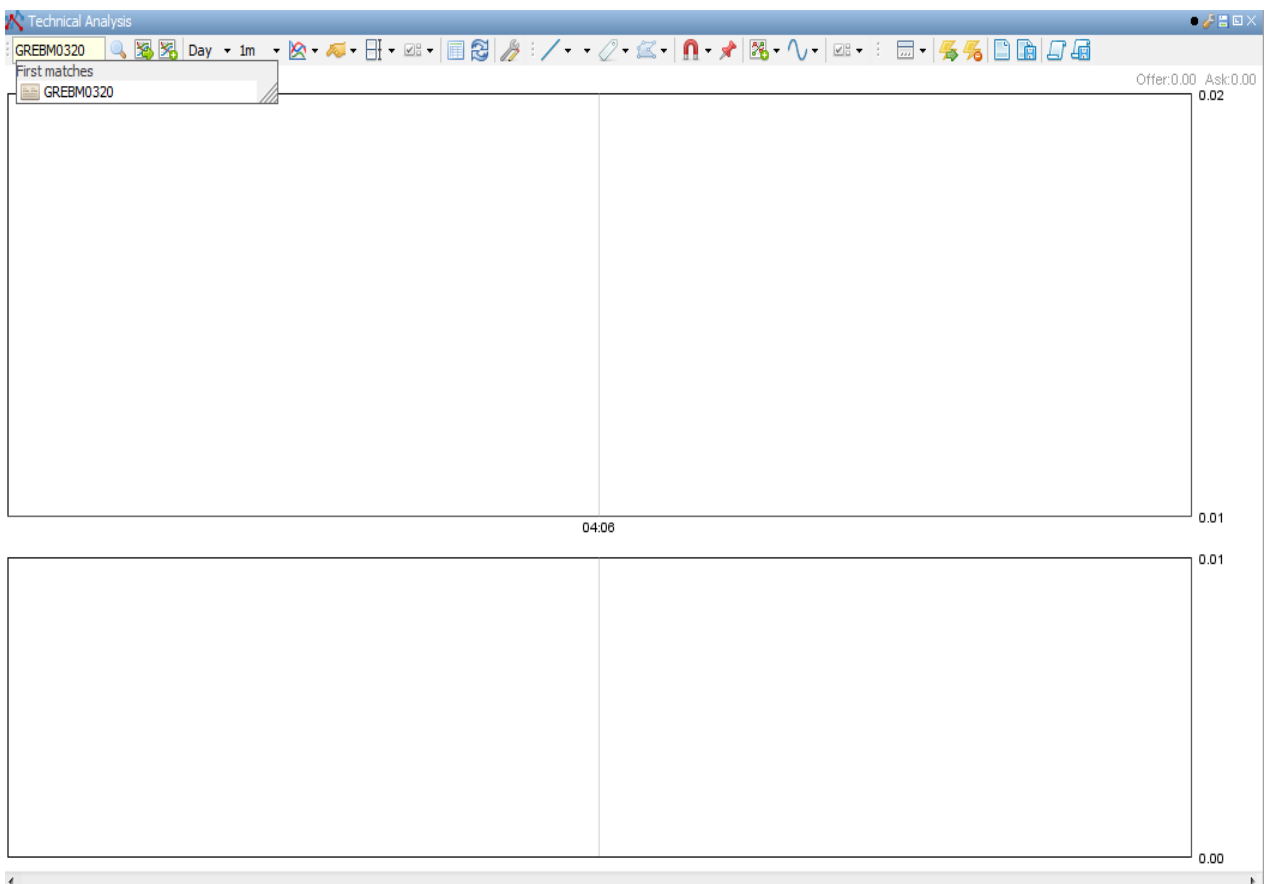 Technical Analysis
GREBM0320 Day 1m
First matches
GREBM0320
Offer:0.00 Ask:0.00
0.02
0.01
04:06
0.01
0.00